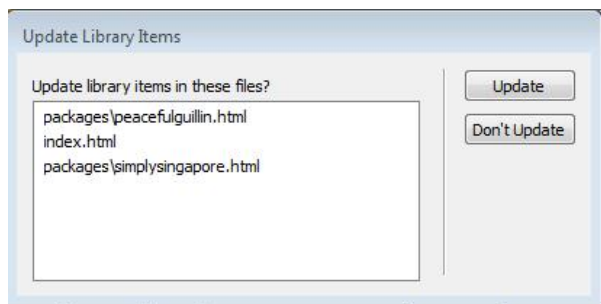 Update Library Items
Update library items in these files?
packages\peacefulguillin.html
index.html
packages\simplysingapore.html
Update
Don't Update